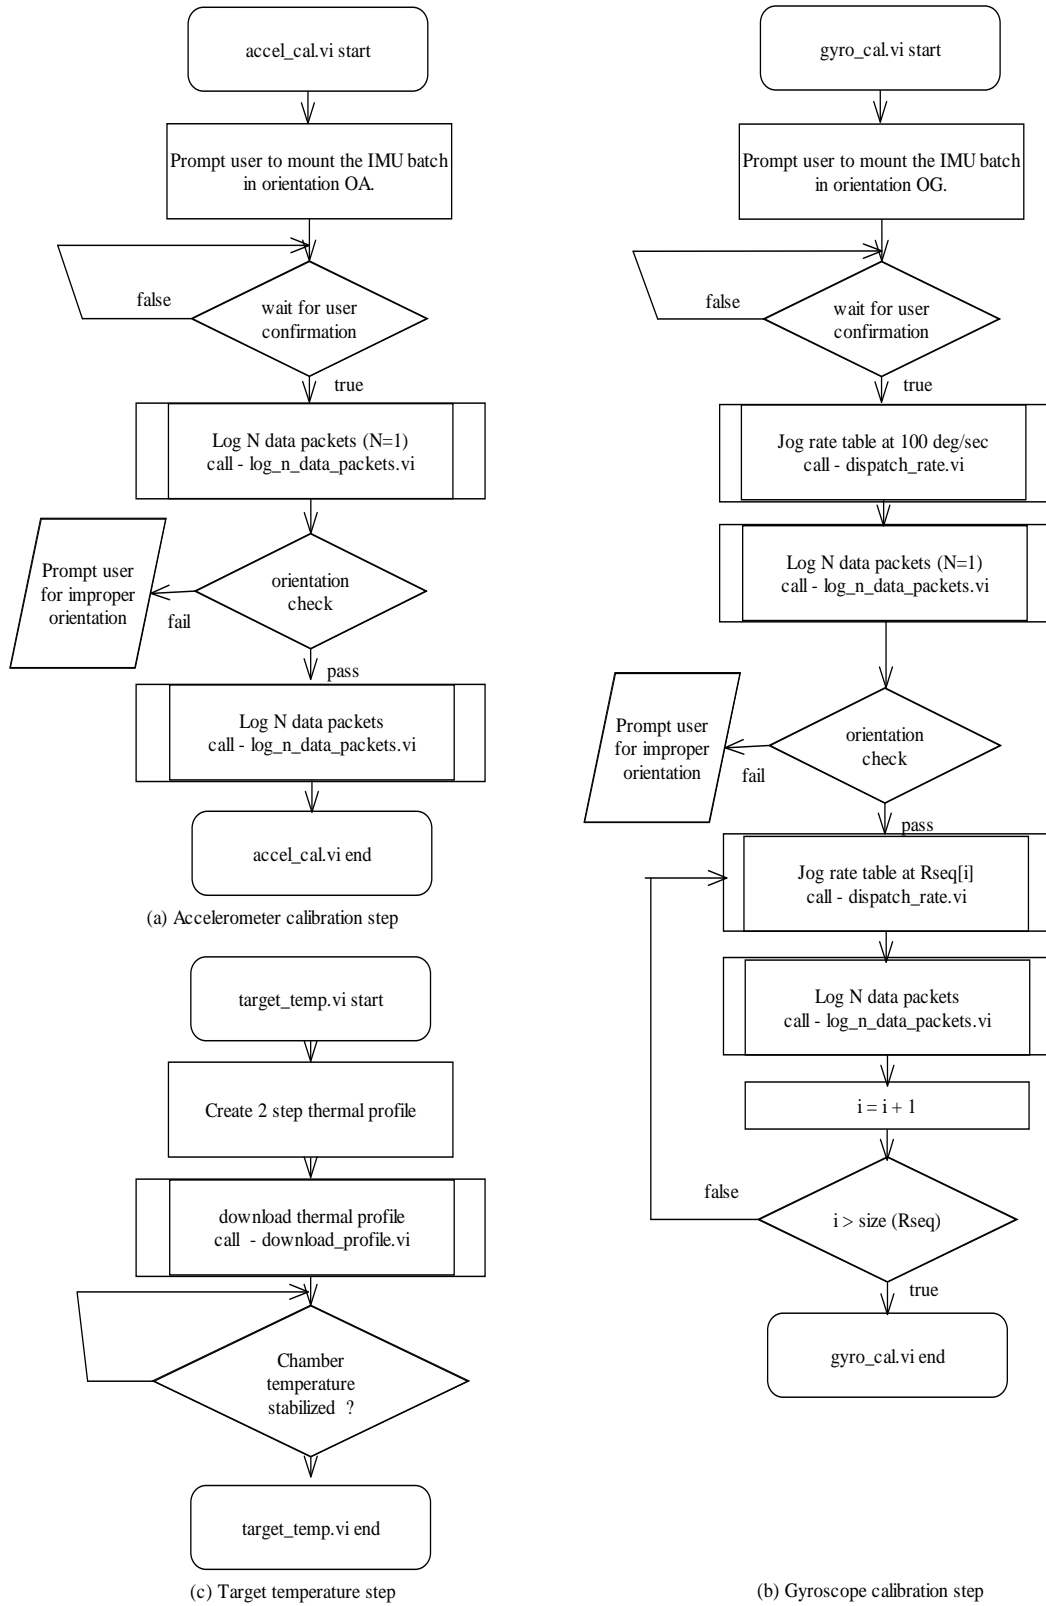 accel_cal.vi start
Prompt user to mount the IMU batch
in orientation OA.
false
wait for user
confirmation
true
Log N data packets (N=1)
call - log_n_data_packets.vi
Prompt user
for improper
orientation
fail
orientation
check
pass
Log N data packets
call - log_n_data_packets.vi
accel_cal.vi end
(a) Accelerometer calibration step
target_temp.vi start
Create 2 step thermal profile
download thermal profile
call - download_profile.vi
Chamber
temperature
stabilized ?
target_temp.vi end
(c) Target temperature step
gyro_cal.vi start
Prompt user to mount the IMU batch
in orientation OG.
false
wait for user
confirmation
true
Jog rate table at 100 deg/sec
call - dispatch_rate.vi
Log N data packets (N=1)
call - log_n_data_packets.vi
Prompt user
for improper
orientation
fail
orientation
check
pass
Jog rate table at Rseq[i]
call - dispatch_rate.vi
Log N data packets
call - log_n_data_packets.vi
i = i + 1
false
i > size (Rseq)
true
gyro_cal.vi end
(b) Gyroscope calibration step